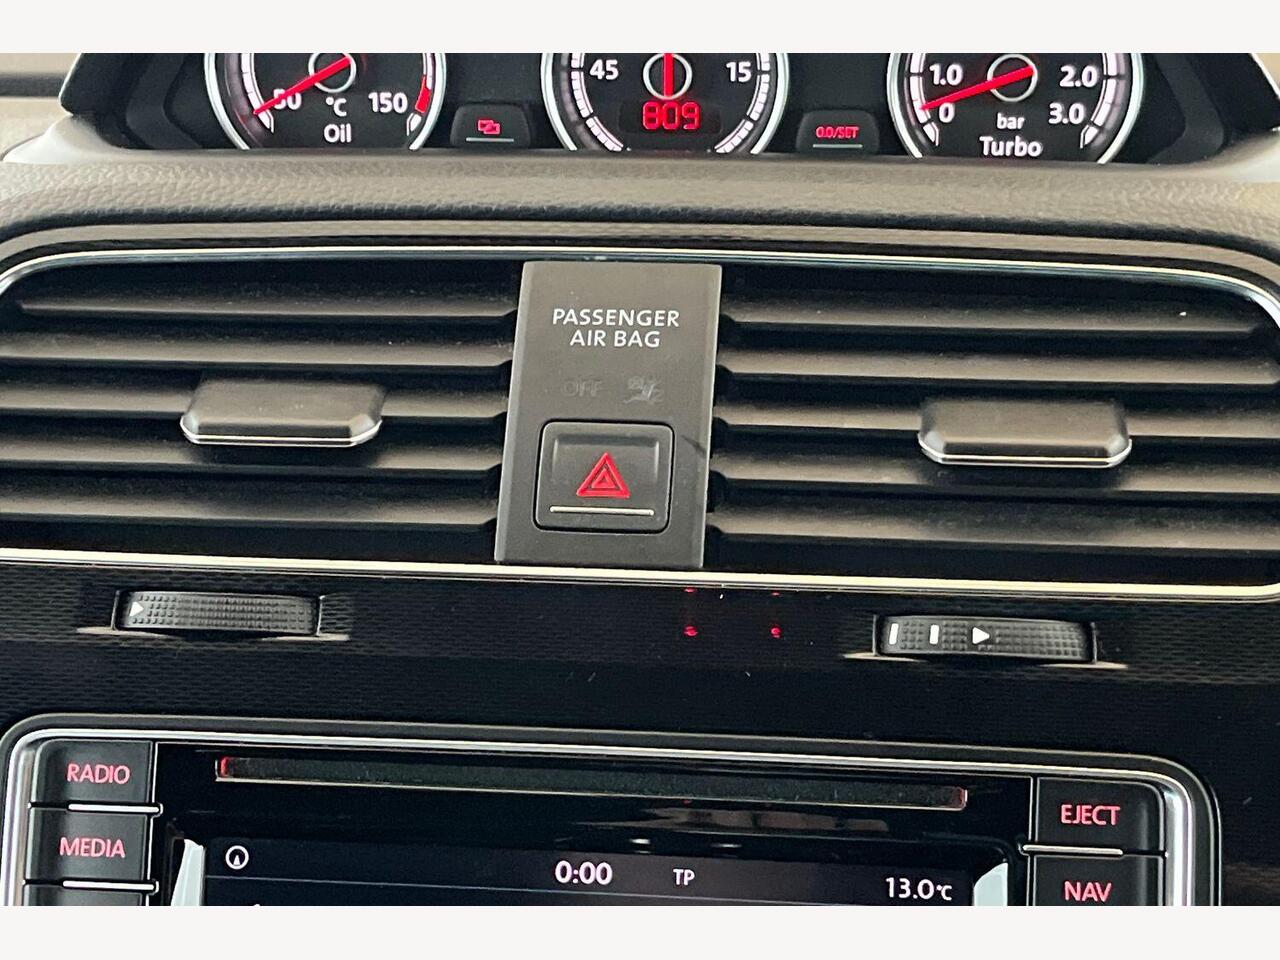 45 15
809
50 °C 150
Oil
0.0/SET
1.0 2.0
0 bar 3.0
Turbo
PASSENGER
AIR BAG
OFF
RADIO
MEDIA
EJECT
NAV
0:00 TP 13.0°C